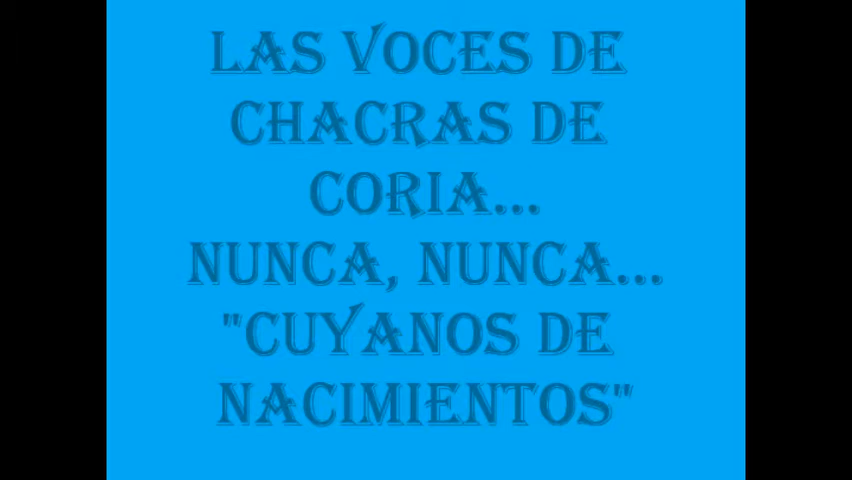 LAS VOCES DE
CHACRAS DE
CORIA...
NUNCA, NUNCA...
"CUYANOS DE
NACIMIENTOS"